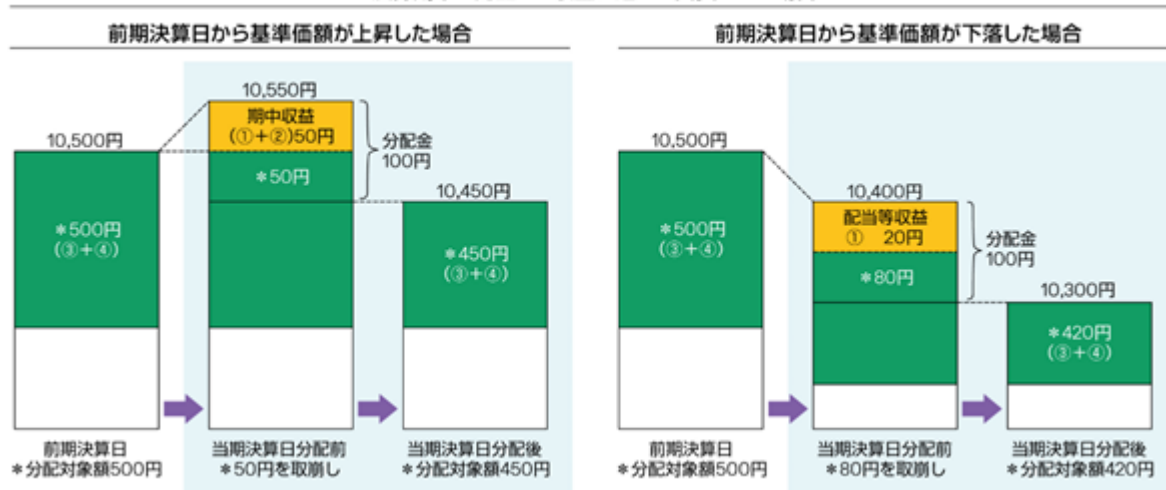 前期決算日から基準価額が上昇した場合
10,550円
期中収益
(①+②)50円
分配金
100円
10,500円
*50円
10,450円
*500円
(③+④)
*450円
(③+④)
前期決算日
*分配対象額500円
当期決算日分配前
*50円を取崩し
当期決算日分配後
*分配対象額450円
前期決算日から基準価額が下落した場合
10,500円
10,400円
配当等収益
① 20円
分配金
100円
*500円
(③+④)
*80円
10,300円
*420円
(③+④)
前期決算日
*分配対象額500円
当期決算日分配前
*80円を取崩し
当期決算日分配後
*分配対象額420円